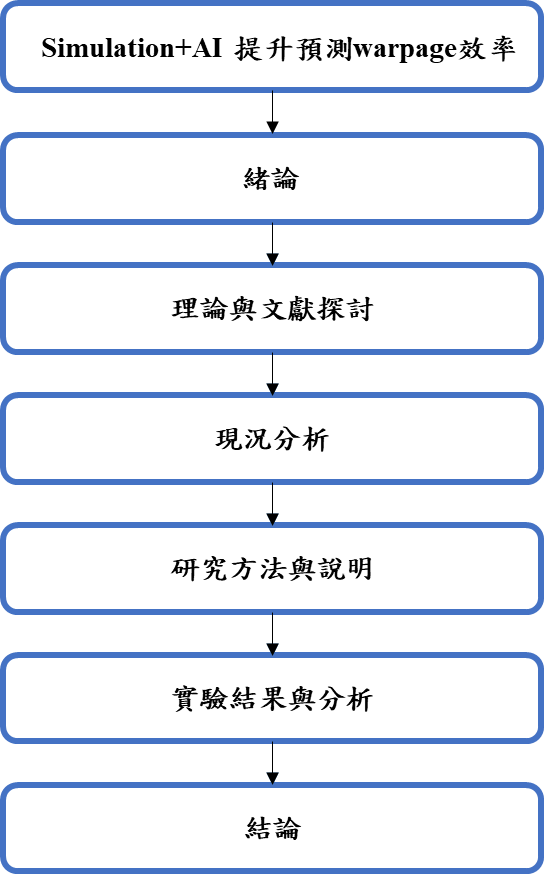 Simulation+AI 提升預測warpage效率
緒論
理論與文獻探討
現況分析
研究方法與說明
實驗結果與分析
結論